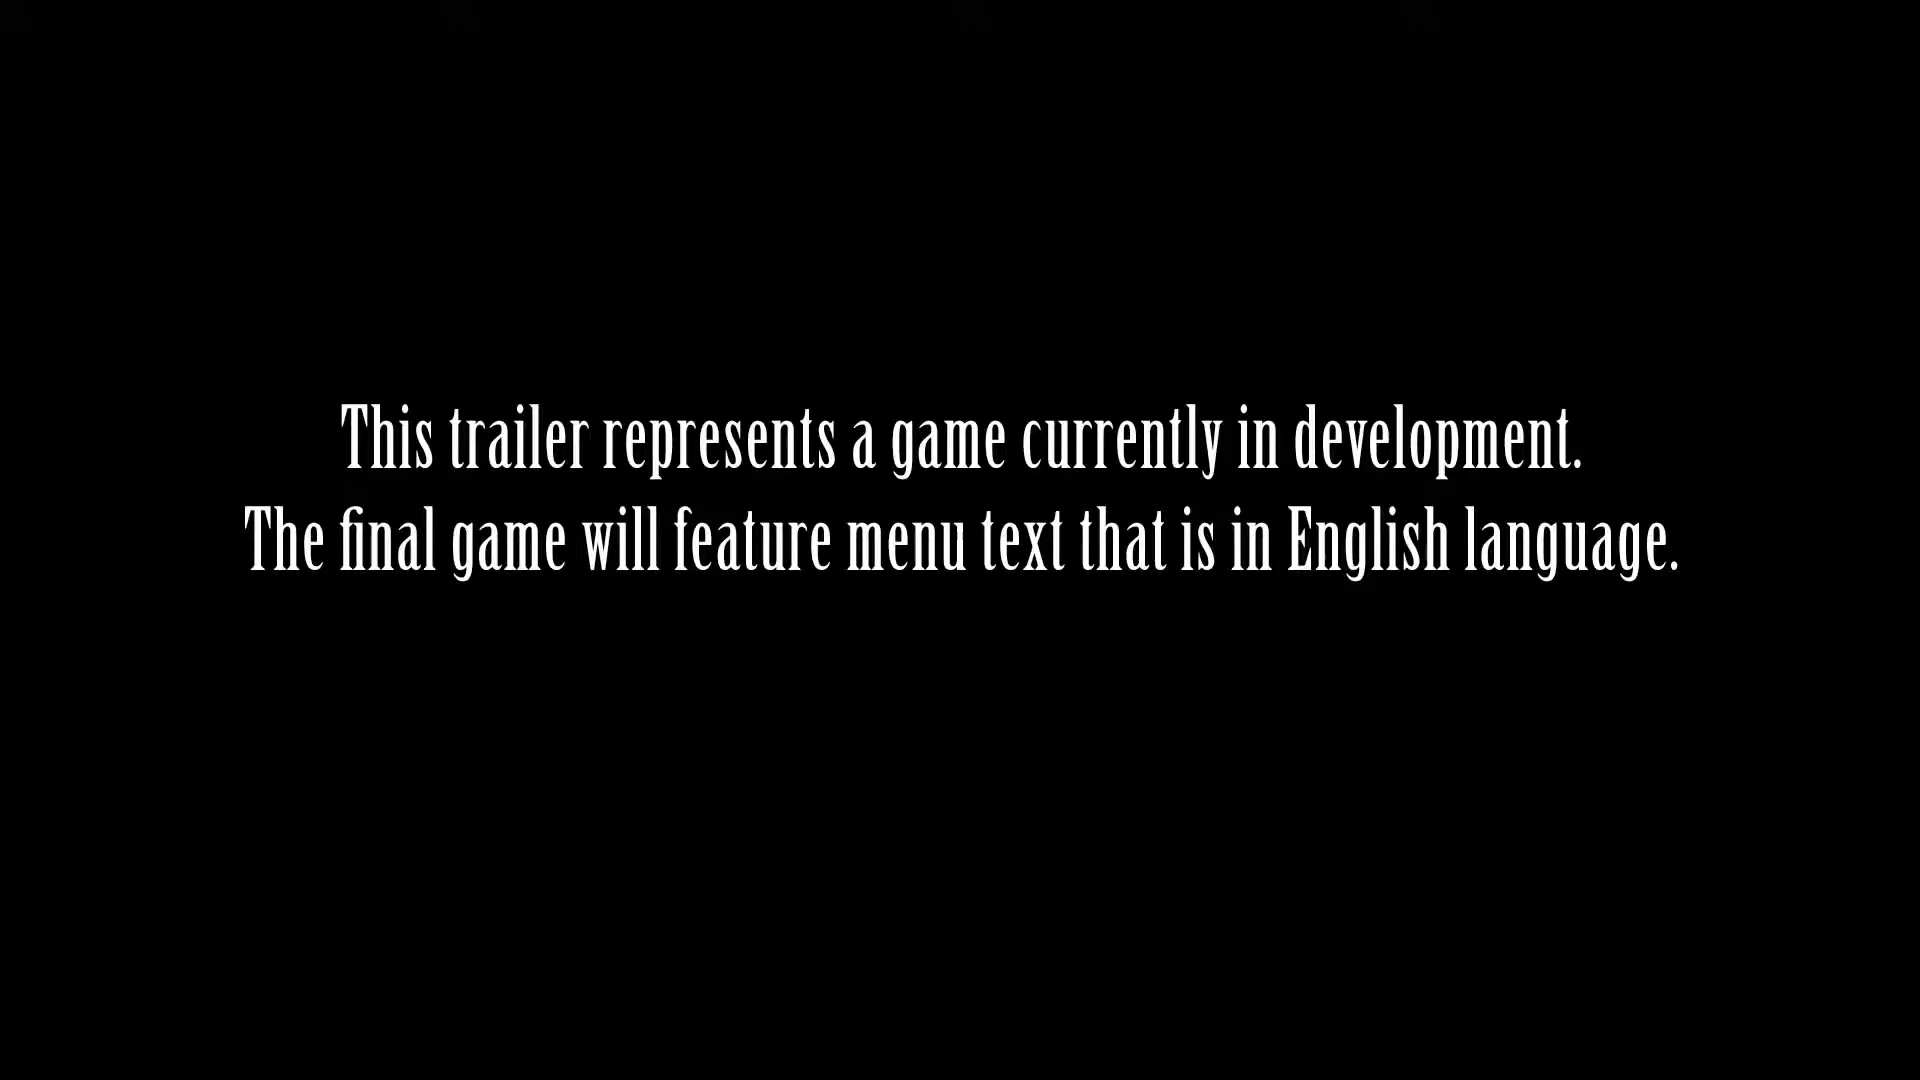 This trailer represents a game currently in development.
The final game will feature menu text that is in English language.